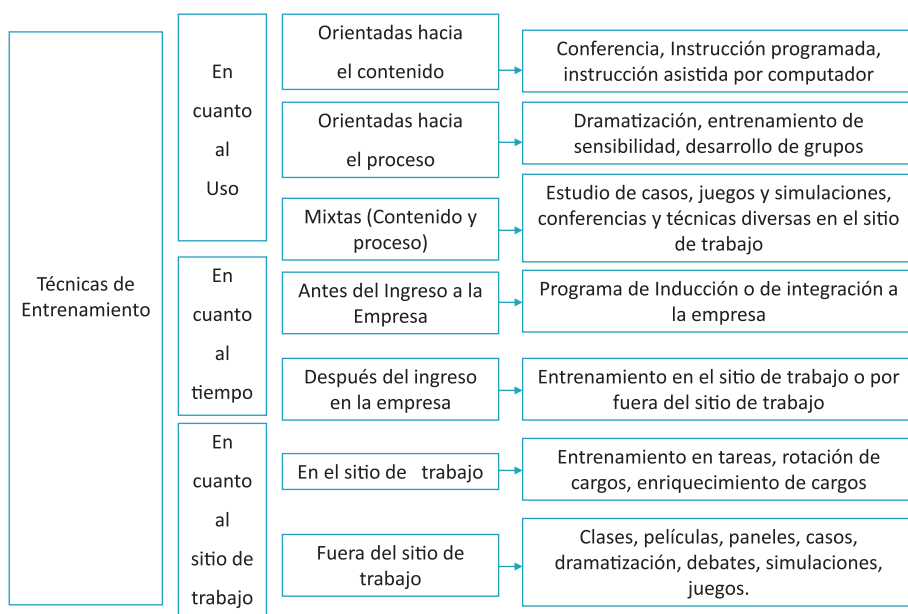 Técnicas de
Entrenamiento
En
cuanto
al
Uso
Orientadas hacia
el contenido
Conferencia, Instrucción programada,
instrucción asistida por computador
Orientadas hacia
el proceso
Dramatización, entrenamiento de
sensibilidad, desarrollo de grupos
Mixtas (Contenido y
proceso)
Estudio de casos, juegos y simulaciones,
conferencias y técnicas diversas en el sitio
de trabajo
En
cuanto
al
tiempo
Antes del Ingreso a la
Empresa
Programa de Inducción o de integración a
la empresa
Después del ingreso
en la empresa
Entrenamiento en el sitio de trabajo o por
fuera del sitio de trabajo
En
cuanto
al
sitio de
trabajo
En el sitio de trabajo
Entrenamiento en tareas, rotación de
cargos, enriquecimiento de cargos
Fuera del sitio de
trabajo
Clases, películas, paneles, casos,
dramatización, debates, simulaciones,
juegos.